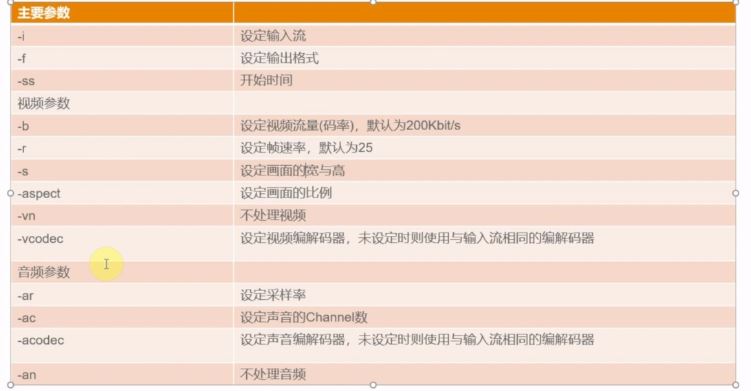 主要参数
-i 设定输入流
-f 设定输出格式
-ss 开始时间
视频参数
-b 设定视频流量(码率)，默认为200Kbit/s
-r 设定帧速率，默认为25
-s 设定画面的宽与高
-aspect 设定画面的比例
-vn 不处理视频
-vcodec 设定视频编解码器，未设定时则使用与输入流相同的编解码器
音频参数
-ar 设定采样率
-ac 设定声音的Channel数
-acodec 设定声音编解码器，未设定时则使用与输入流相同的编解码器
-an 不处理音频